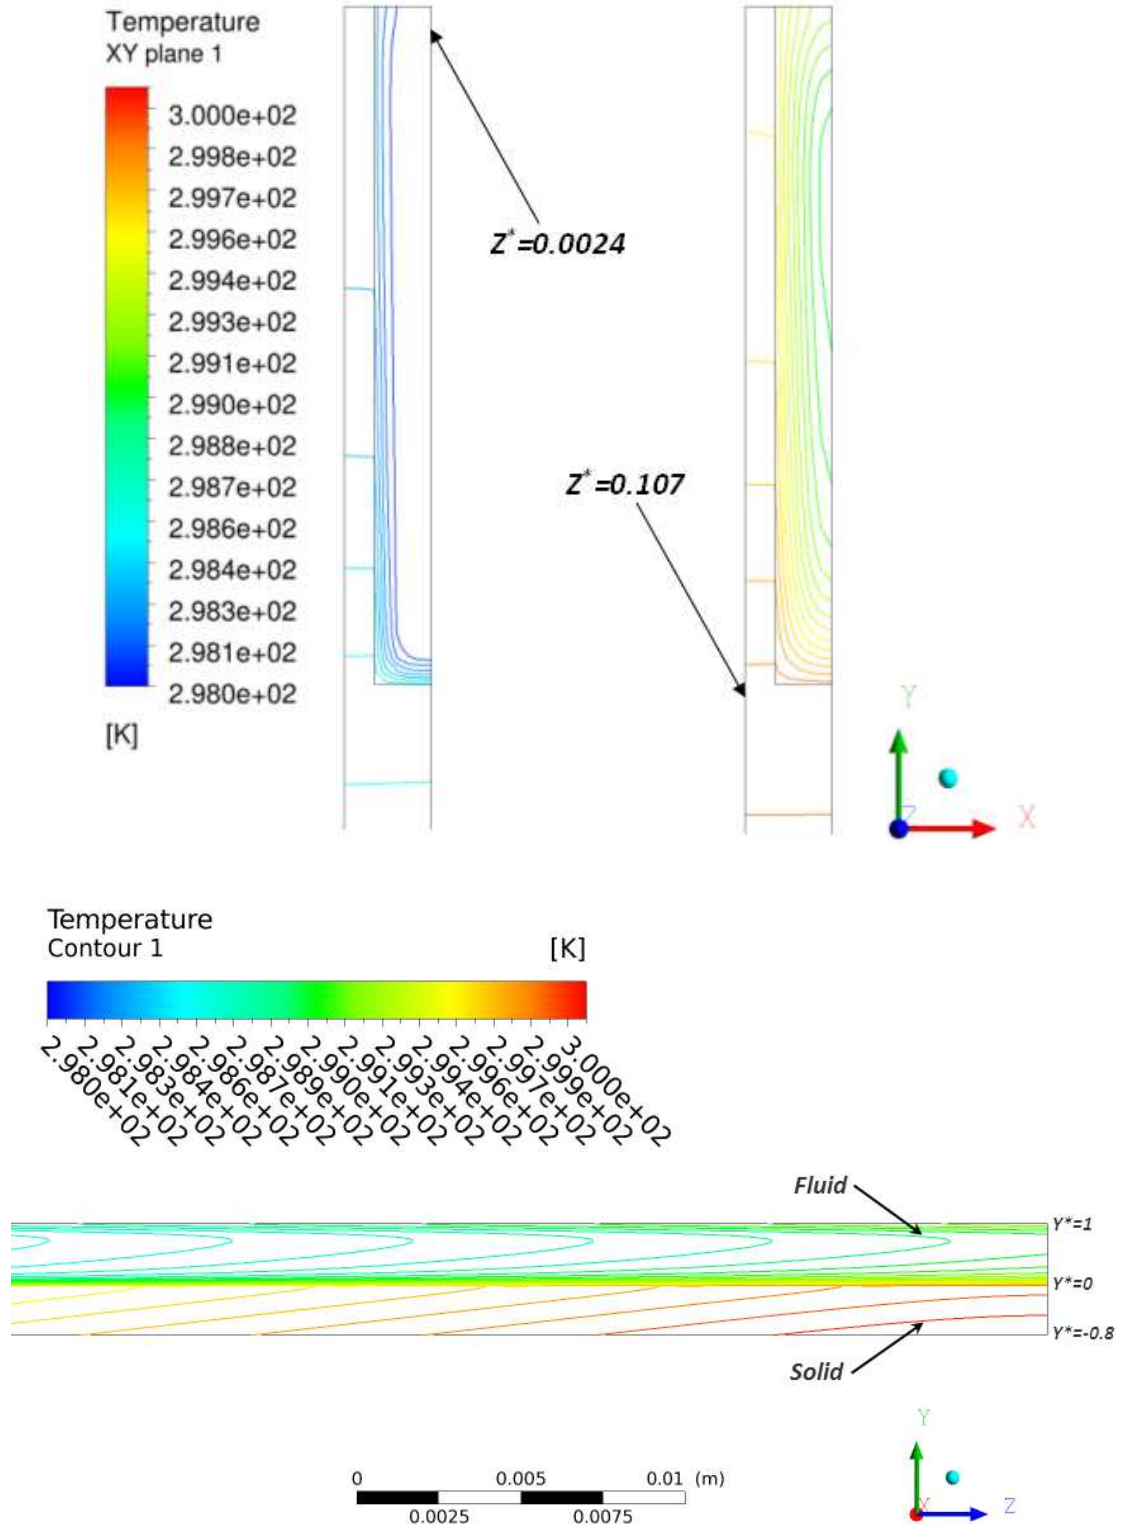 Temperature
XY plane 1
3.000e+02
2.998e+02
2.997e+02
2.996e+02
2.994e+02
2.993e+02
2.991e+02
2.990e+02
2.988e+02
2.987e+02
2.986e+02
2.984e+02
2.983e+02
2.981e+02
2.980e+02
[K]
Z*=0.0024
Z*=0.107
Y
Z
X
Temperature
Contour 1
[K]
2.980e+02
2.981e+02
2.983e+02
2.984e+02
2.986e+02
2.987e+02
2.989e+02
2.990e+02
2.991e+02
2.993e+02
2.994e+02
2.996e+02
2.997e+02
2.999e+02
3.000e+02
Fluid
Y*=1
Y*=0
Y*=-0.8
Solid
Y
X
Z
0 0.005 0.01 (m)
0.0025 0.0075